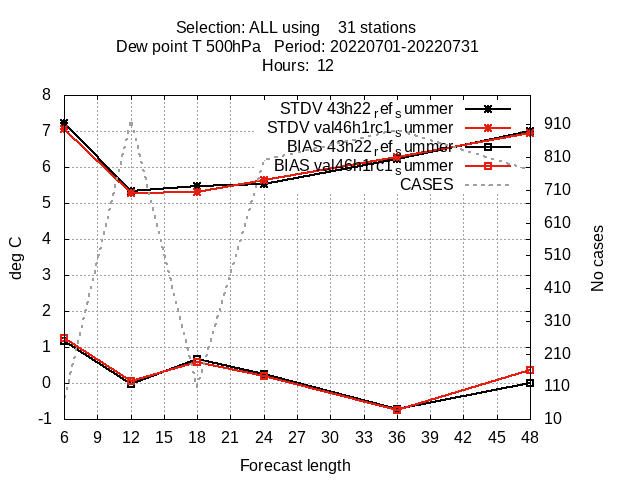 Selection: ALL using 31 stations
Dew point T 500hPa Period: 20220701-20220731
Hours: 12
STDV 43h22_ref_summer
STDV val46h1rc1_summer
BIAS 43h22_ref_summer
BIAS val46h1rc1_summer
CASES
8
7
6
5
4
3
2
1
0
-1
deg C
910
810
710
610
510
410
310
210
110
10
No cases
6 9 12 15 18 21 24 27 30 33 36 39 42 45 48
Forecast length